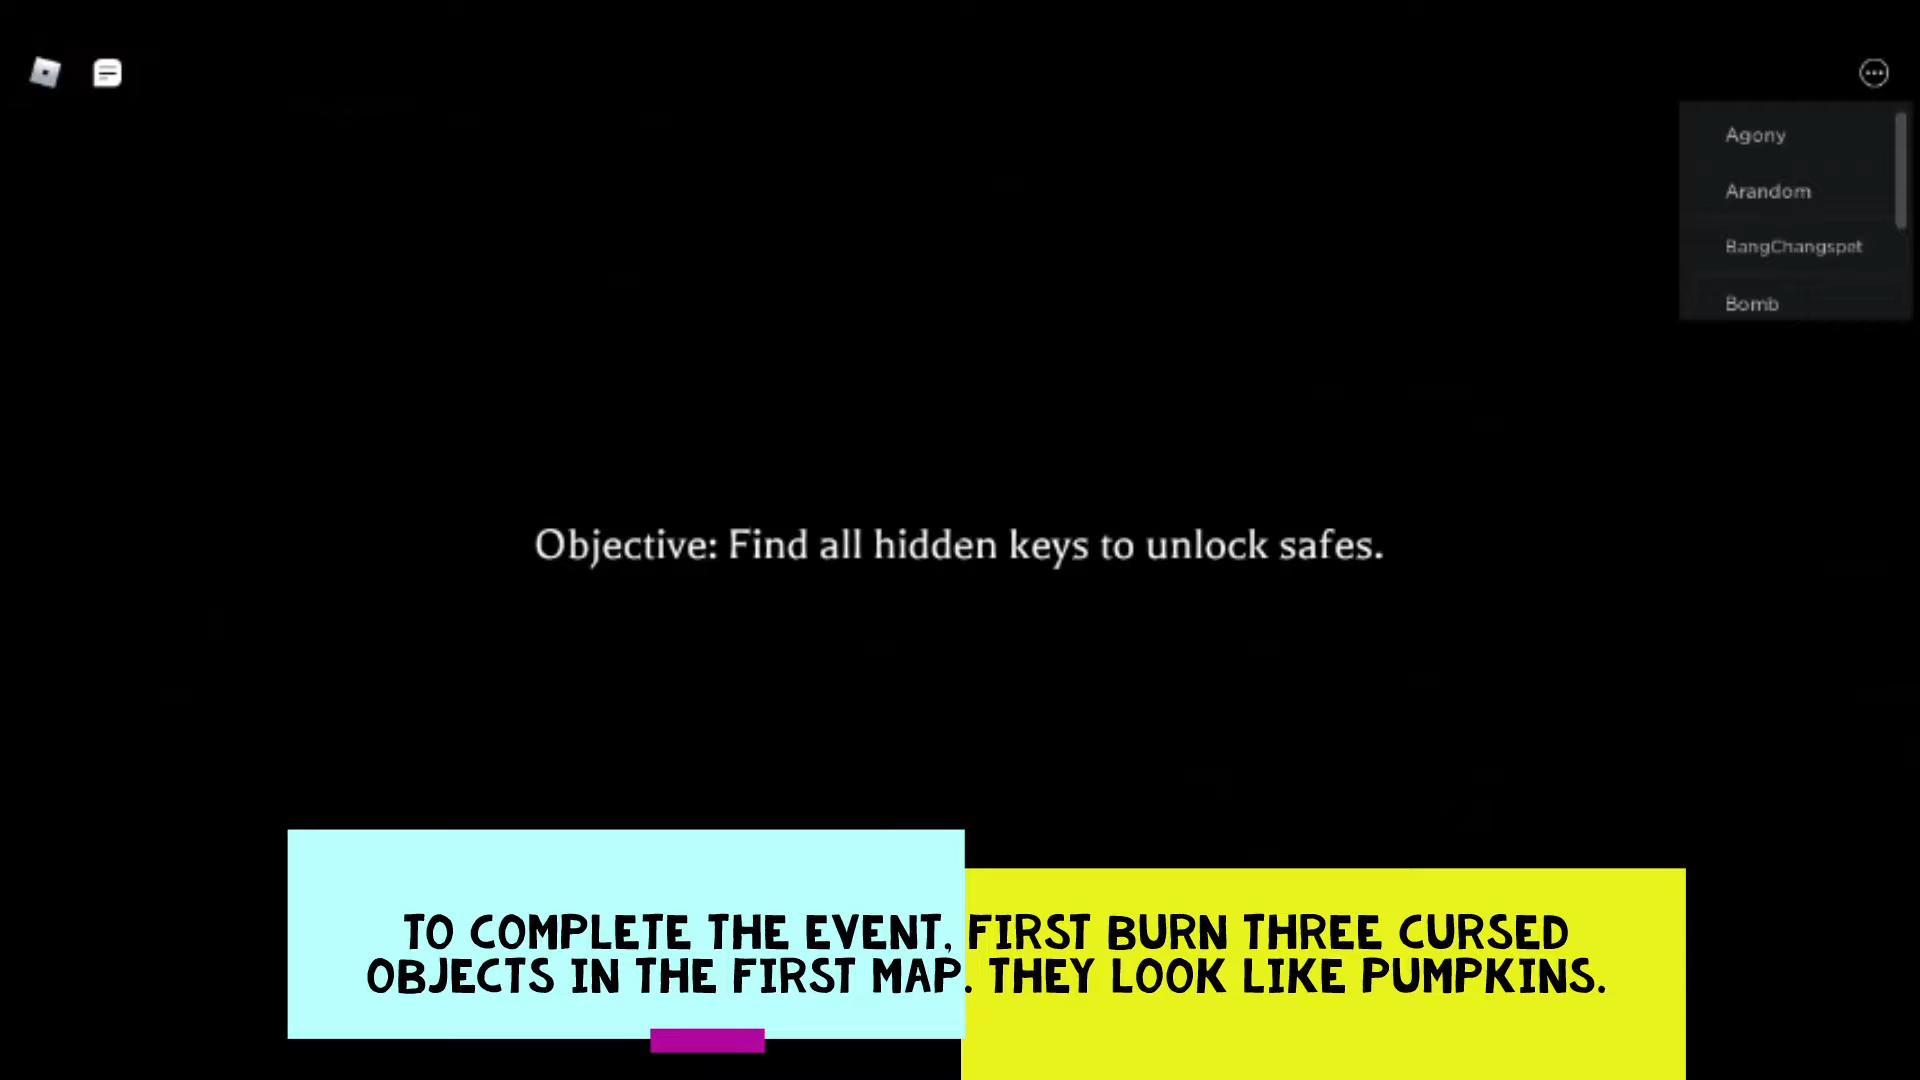 Agony
Arandom
BangChangspet
Bomb
Objective: Find all hidden keys to unlock safes.
TO COMPLETE THE EVENT, FIRST BURN THREE CURSED
OBJECTS IN THE FIRST MAP. THEY LOOK LIKE PUMPKINS.